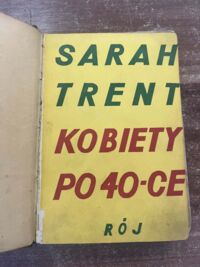 SARAH
TRENT
KOBIETY
PO 40-CE
RÓJ